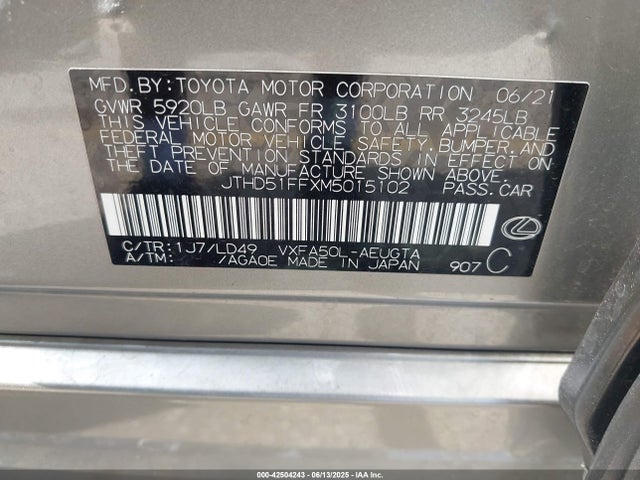 MFD.BY:TOYOTA MOTOR CORPORATION 06/21
GVWR 5920LB GAWR FR 3100LB RR 3245LB
THIS VEHICLE CONFORMS TO ALL APPLICABLE
FEDERAL MOTOR VEHICLE SAFETY,BUMPER,AND
THEFT PREVENTION STANDARDS IN EFFECT ON
THE DATE OF MANUFACTURE SHOWN ABOVE.
JTHD51FFXM5015102 PASS.CAR
C/TR:1J7/LD49 VXFA50L-AEUGTA
A/TM: /AGA0E MADE IN JAPAN 907 C
000-42504243 - 06/13/2025 - IAA Inc.